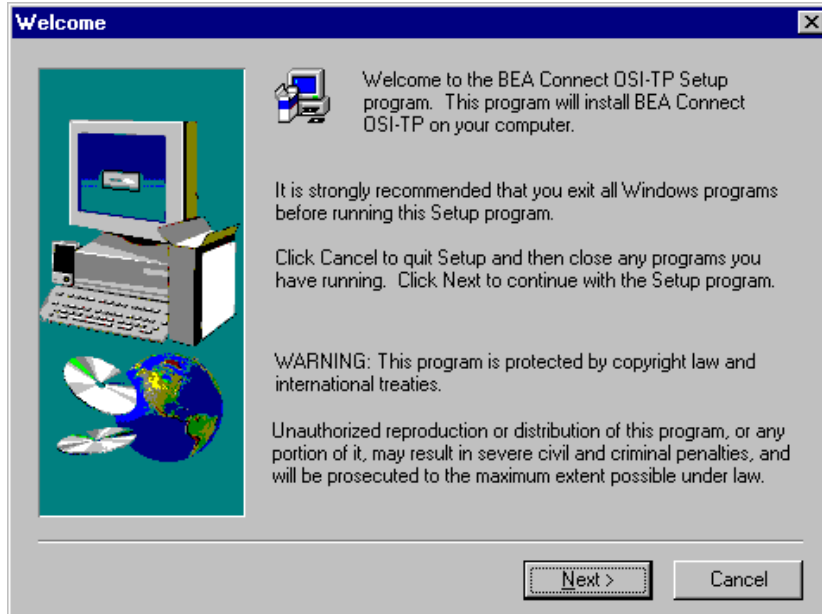 Welcome
Welcome to the BEA Connect OSI-TP Setup
program.  This program will install BEA Connect
OSI-TP on your computer.
It is strongly recommended that you exit all Windows programs
before running this Setup program.
Click Cancel to quit Setup and then close any programs you
have running.  Click Next to continue with the Setup program.
WARNING: This program is protected by copyright law and
international treaties.
Unauthorized reproduction or distribution of this program, or any
portion of it, may result in severe civil and criminal penalties, and
will be prosecuted to the maximum extent possible under law.
Next >
Cancel